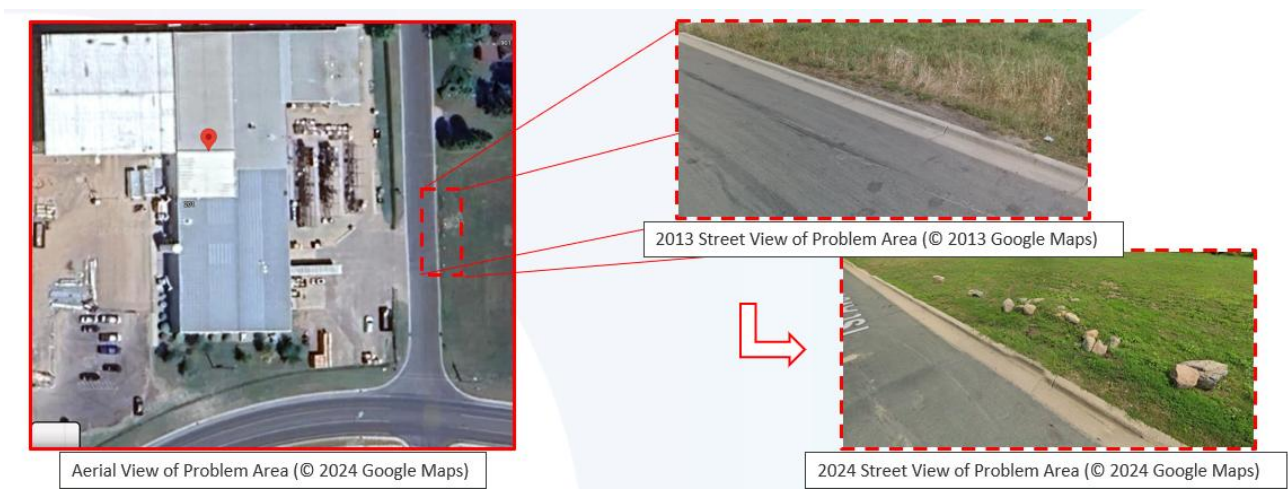 2013 Street View of Problem Area (© 2013 Google Maps)
Aerial View of Problem Area (© 2024 Google Maps)
2024 Street View of Problem Area (© 2024 Google Maps)